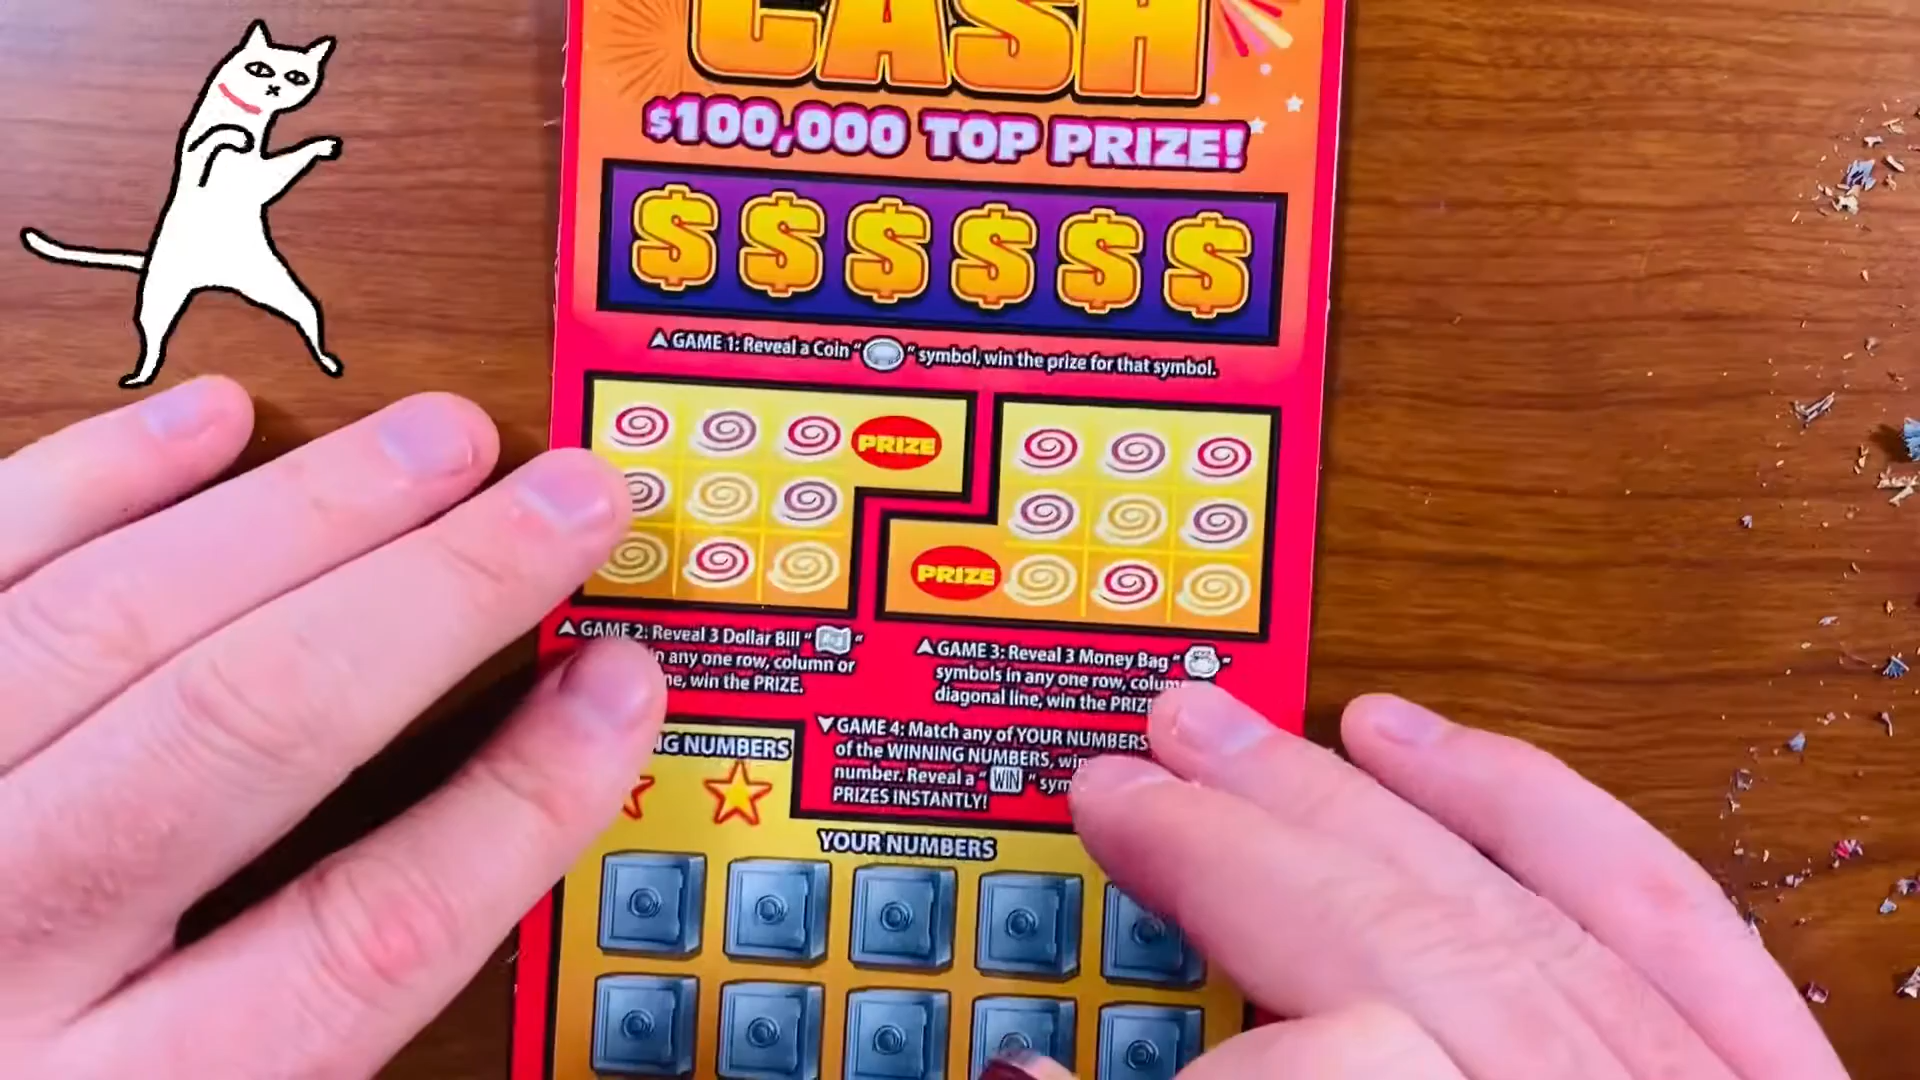 CASH
$100,000 TOP PRIZE!
$ $ $ $ $ $
GAME 1: Reveal a Coin " " symbol, win the prize for that symbol.
PRIZE
PRIZE
GAME 2: Reveal 3 Dollar Bill " "
in any one row, column or
win the PRIZE.
GAME 3: Reveal 3 Money Bag " "
symbols in any one row,
diagonal line, win the
GAME 4: Match any of YOUR NUMBERS
of the WINNING NUMBERS,
number. Reveal a "WIN"
PRIZES INSTANTLY!
NUMBERS
YOUR NUMBERS